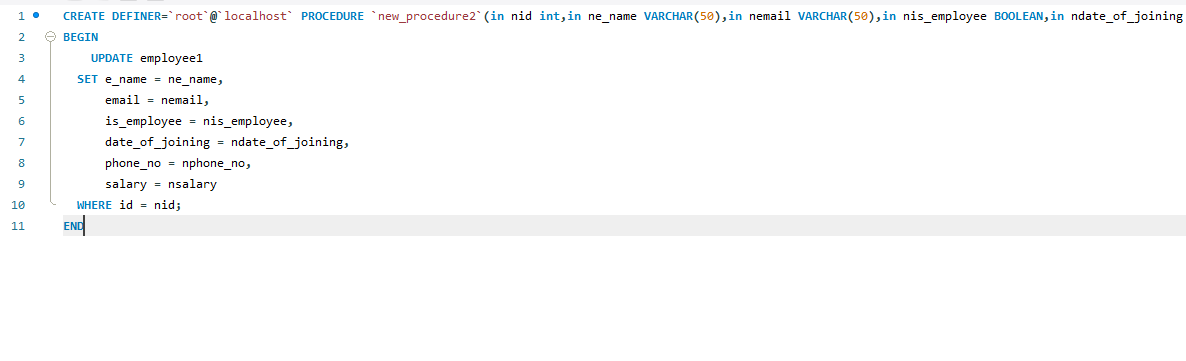 1 CREATE DEFINER=`root`@`localhost` PROCEDURE `new_procedure2`(in nid int,in ne_name VARCHAR(50),in nemail VARCHAR(50),in nis_employee BOOLEAN,in ndate_of_joining
2 BEGIN
3 UPDATE employee1
4 SET e_name = ne_name,
5 email = nemail,
6 is_employee = nis_employee,
7 date_of_joining = ndate_of_joining,
8 phone_no = nphone_no,
9 salary = nsalary
10 WHERE id = nid;
11 END